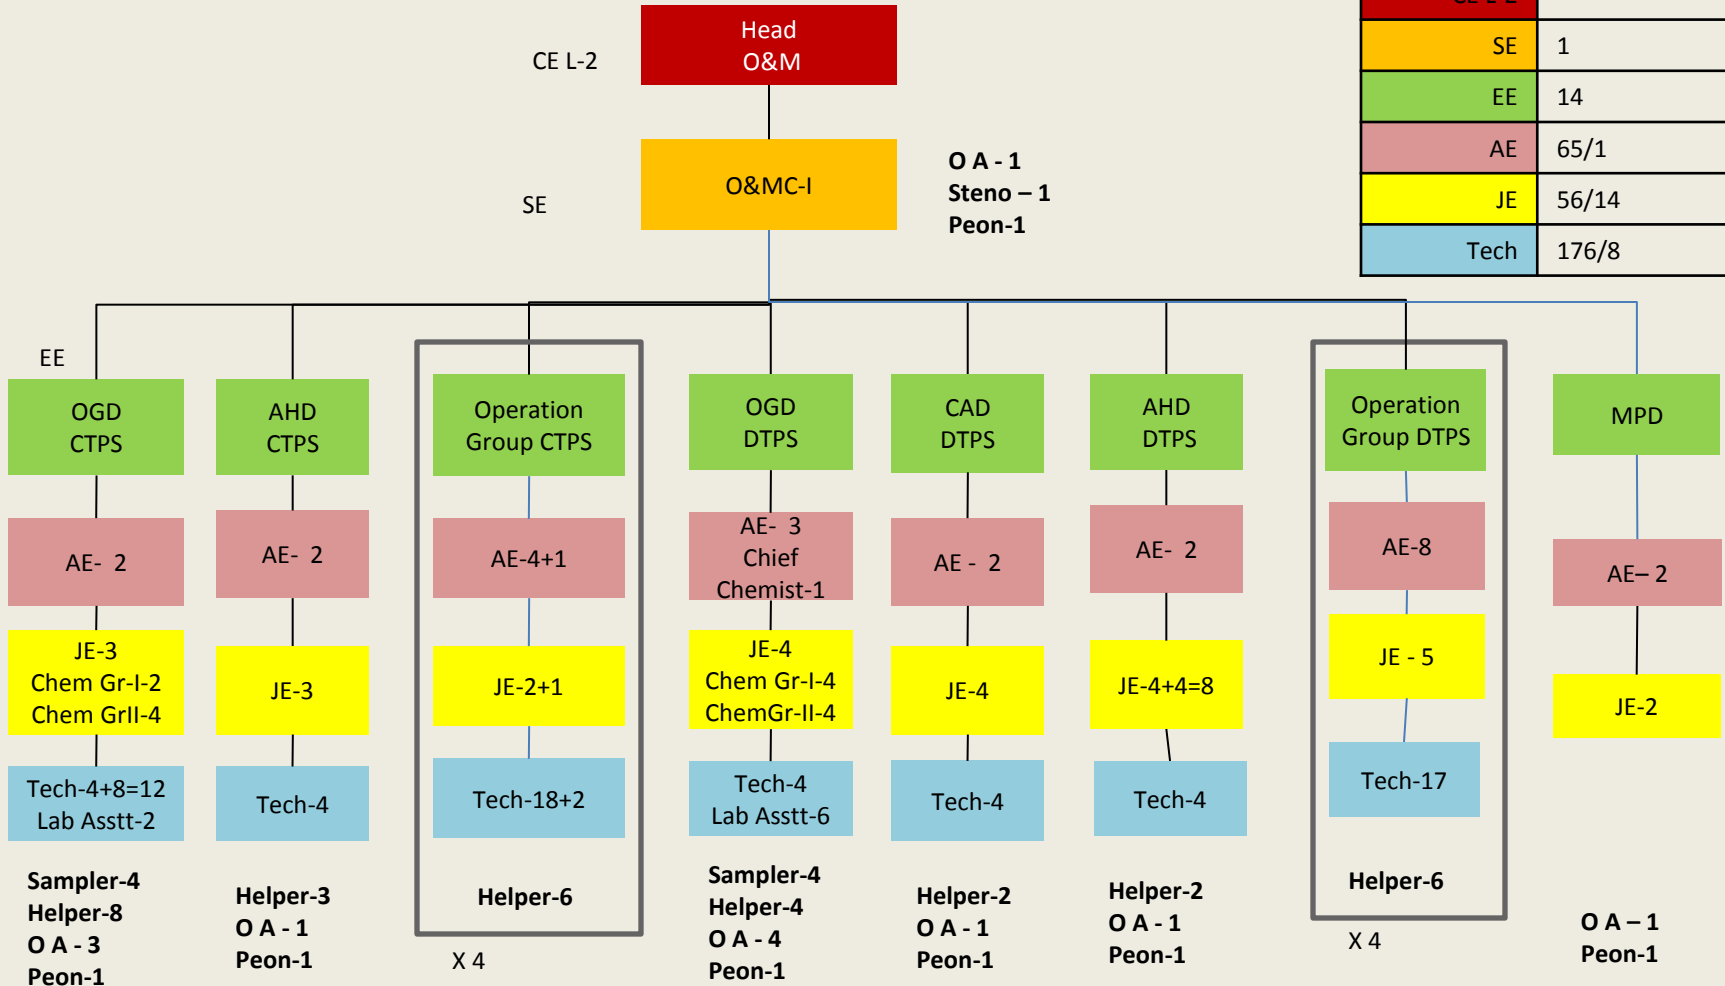 CE L-2
Head
O&M
CE L-2
SE 1
EE 14
AE 65/1
JE 56/14
Tech 176/8
O&MC-I
SE
O A - 1
Steno – 1
Peon-1
EE
OGD
CTPS
AE-  2
JE-3
Chem Gr-I-2
Chem GrII-4
Tech-4+8=12
Lab Asstt-2
Sampler-4
Helper-8
O A - 3
Peon-1
AHD
CTPS
AE-  2
JE-3
Tech-4
Helper-3
O A - 1
Peon-1
Operation
Group CTPS
AE-4+1
JE-2+1
Tech-18+2
Helper-6
X 4
OGD
DTPS
AE-  3
Chief
Chemist-1
JE-4
Chem Gr-I-4
ChemGr-II-4
Tech-4
Lab Asstt-6
Sampler-4
Helper-4
O A - 4
Peon-1
CAD
DTPS
AE -  2
JE-4
Tech-4
Helper-2
O A - 1
Peon-1
AHD
DTPS
AE-  2
JE-4+4=8
Tech-4
Helper-2
O A - 1
Peon-1
Operation
Group DTPS
AE-8
JE - 5
Tech-17
Helper-6
X 4
MPD
AE– 2
JE-2
O A – 1
Peon-1